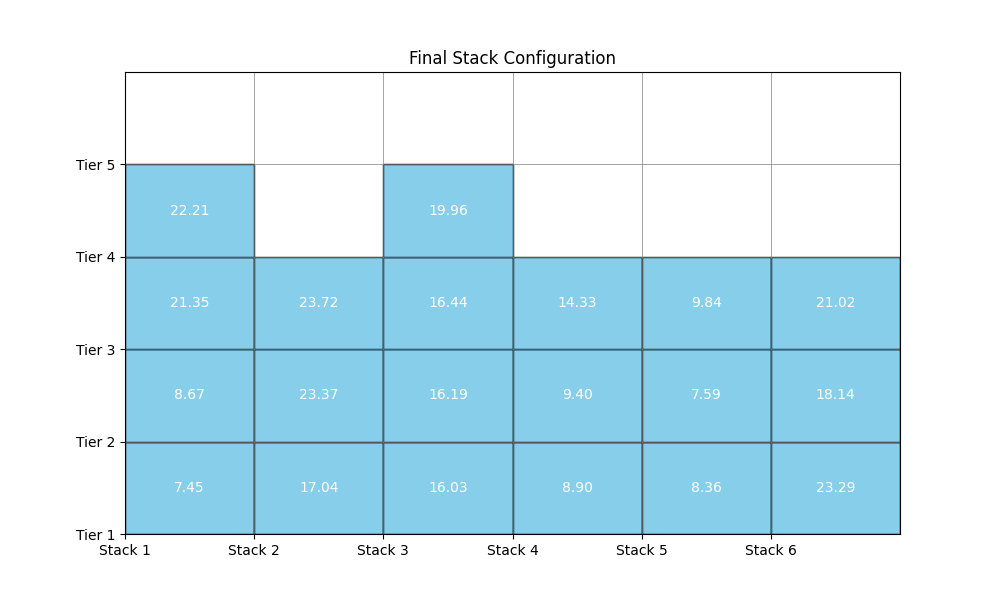 Final Stack Configuration
Tier 5
22.21 19.96
Tier 4
21.35 23.72 16.44 14.33 9.84 21.02
Tier 3
8.67 23.37 16.19 9.40 7.59 18.14
Tier 2
7.45 17.04 16.03 8.90 8.36 23.29
Tier 1
Stack 1 Stack 2 Stack 3 Stack 4 Stack 5 Stack 6